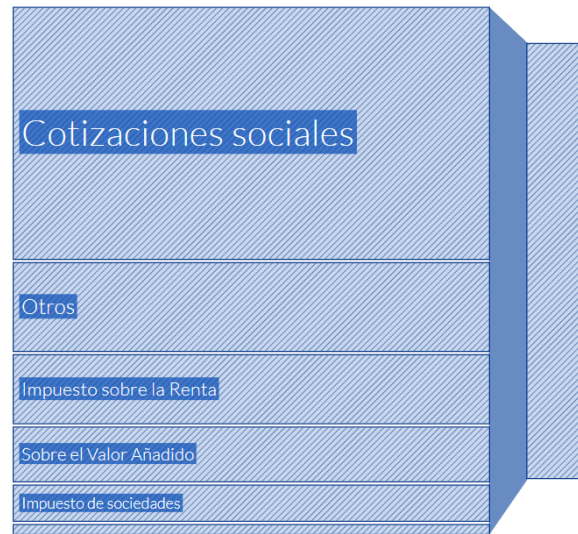 Cotizaciones sociales
Otros
Impuesto sobre la Renta
Sobre el Valor Añadido
Impuesto de sociedades